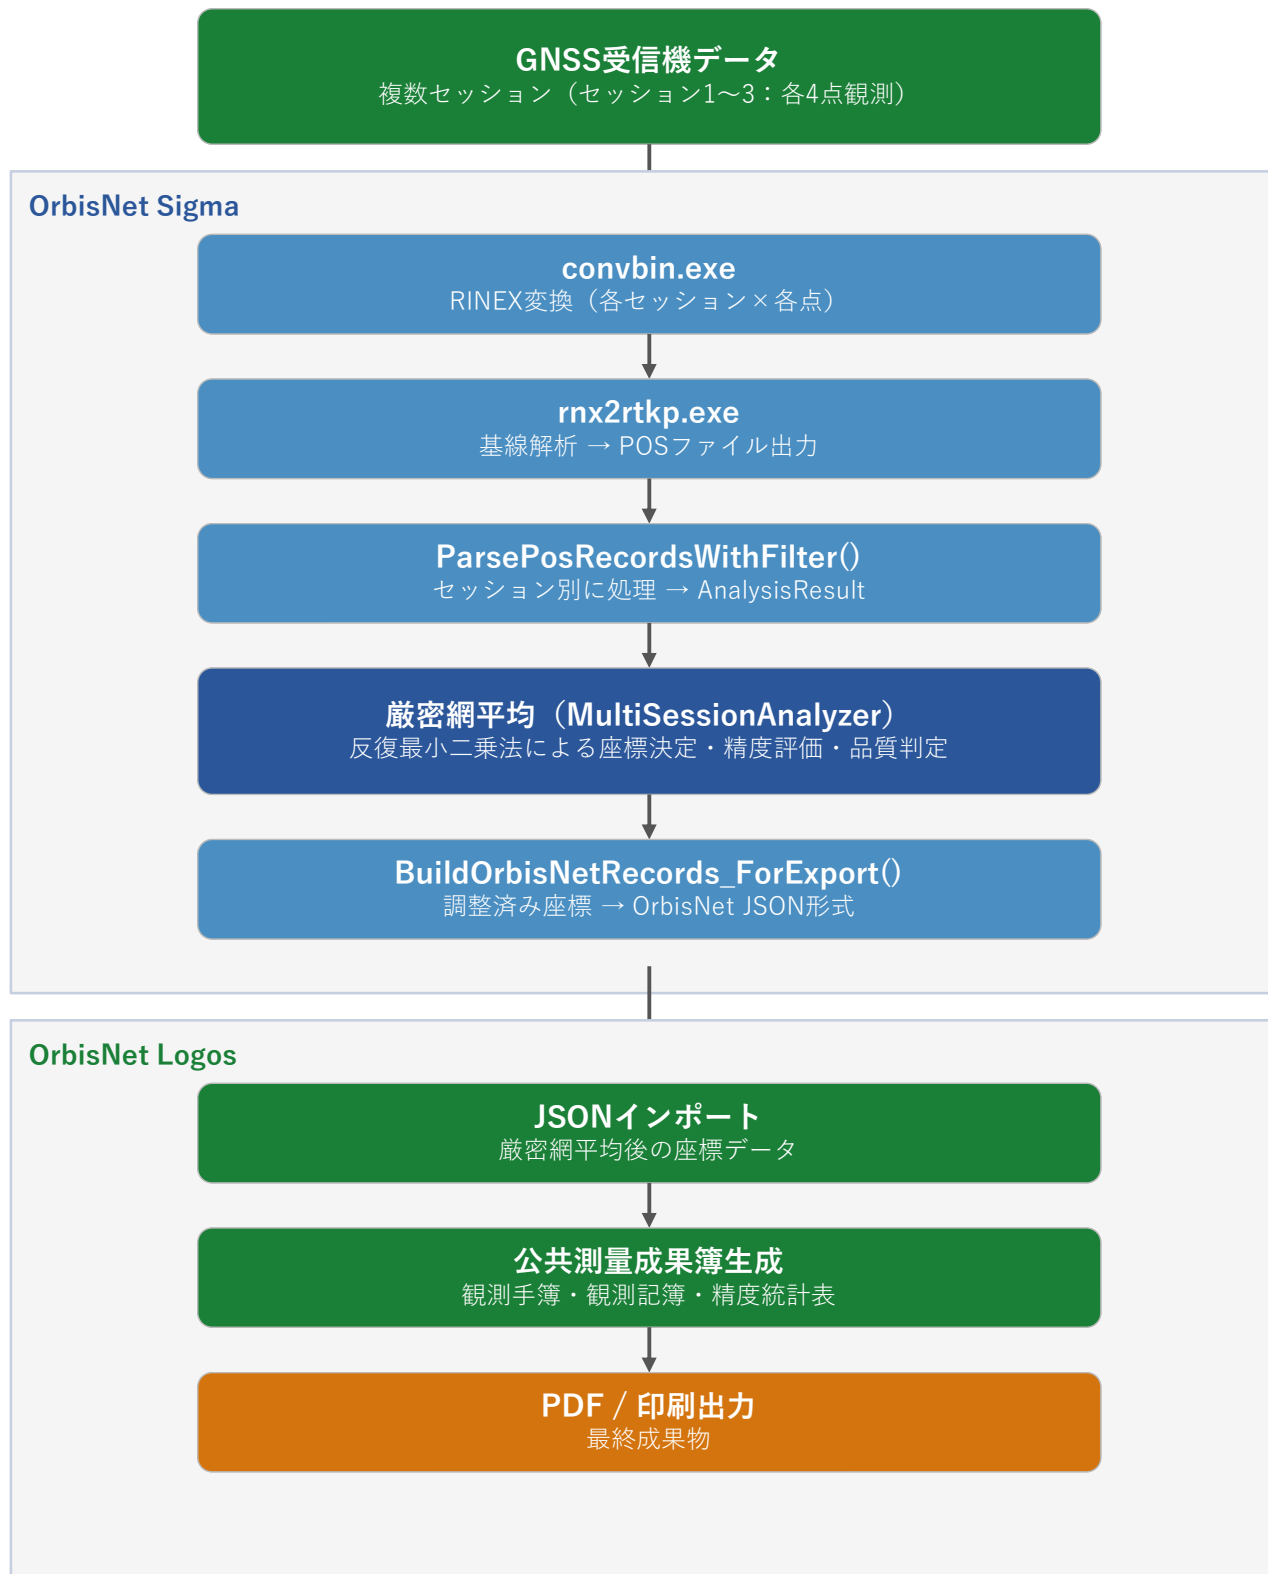 GNSS受信機データ
複数セッション（セッション1～3：各4点観測）
OrbisNet Sigma
convbin.exe
RINEX変換（各セッション×各点）
rnx2rtkp.exe
基線解析 → POSファイル出力
ParsePosRecordsWithFilter()
セッション別に処理 → AnalysisResult
厳密網平均（MultiSessionAnalyzer）
反復最小二乗法による座標決定・精度評価・品質判定
BuildOrbisNetRecords_ForExport()
調整済み座標 → OrbisNet JSON形式
OrbisNet Logos
JSONインポート
厳密網平均後の座標データ
公共測量成果簿生成
観測手簿・観測記簿・精度統計表
PDF / 印刷出力
最終成果物